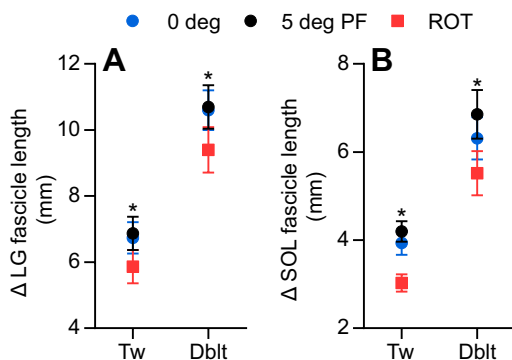 0 deg 5 deg PF ROT
A
B
Δ LG fascicle length
(mm)
12
10
8
6
4
*
*
Tw Dblt
Δ SOL fascicle length
(mm)
8
6
4
2
*
*
Tw Dblt